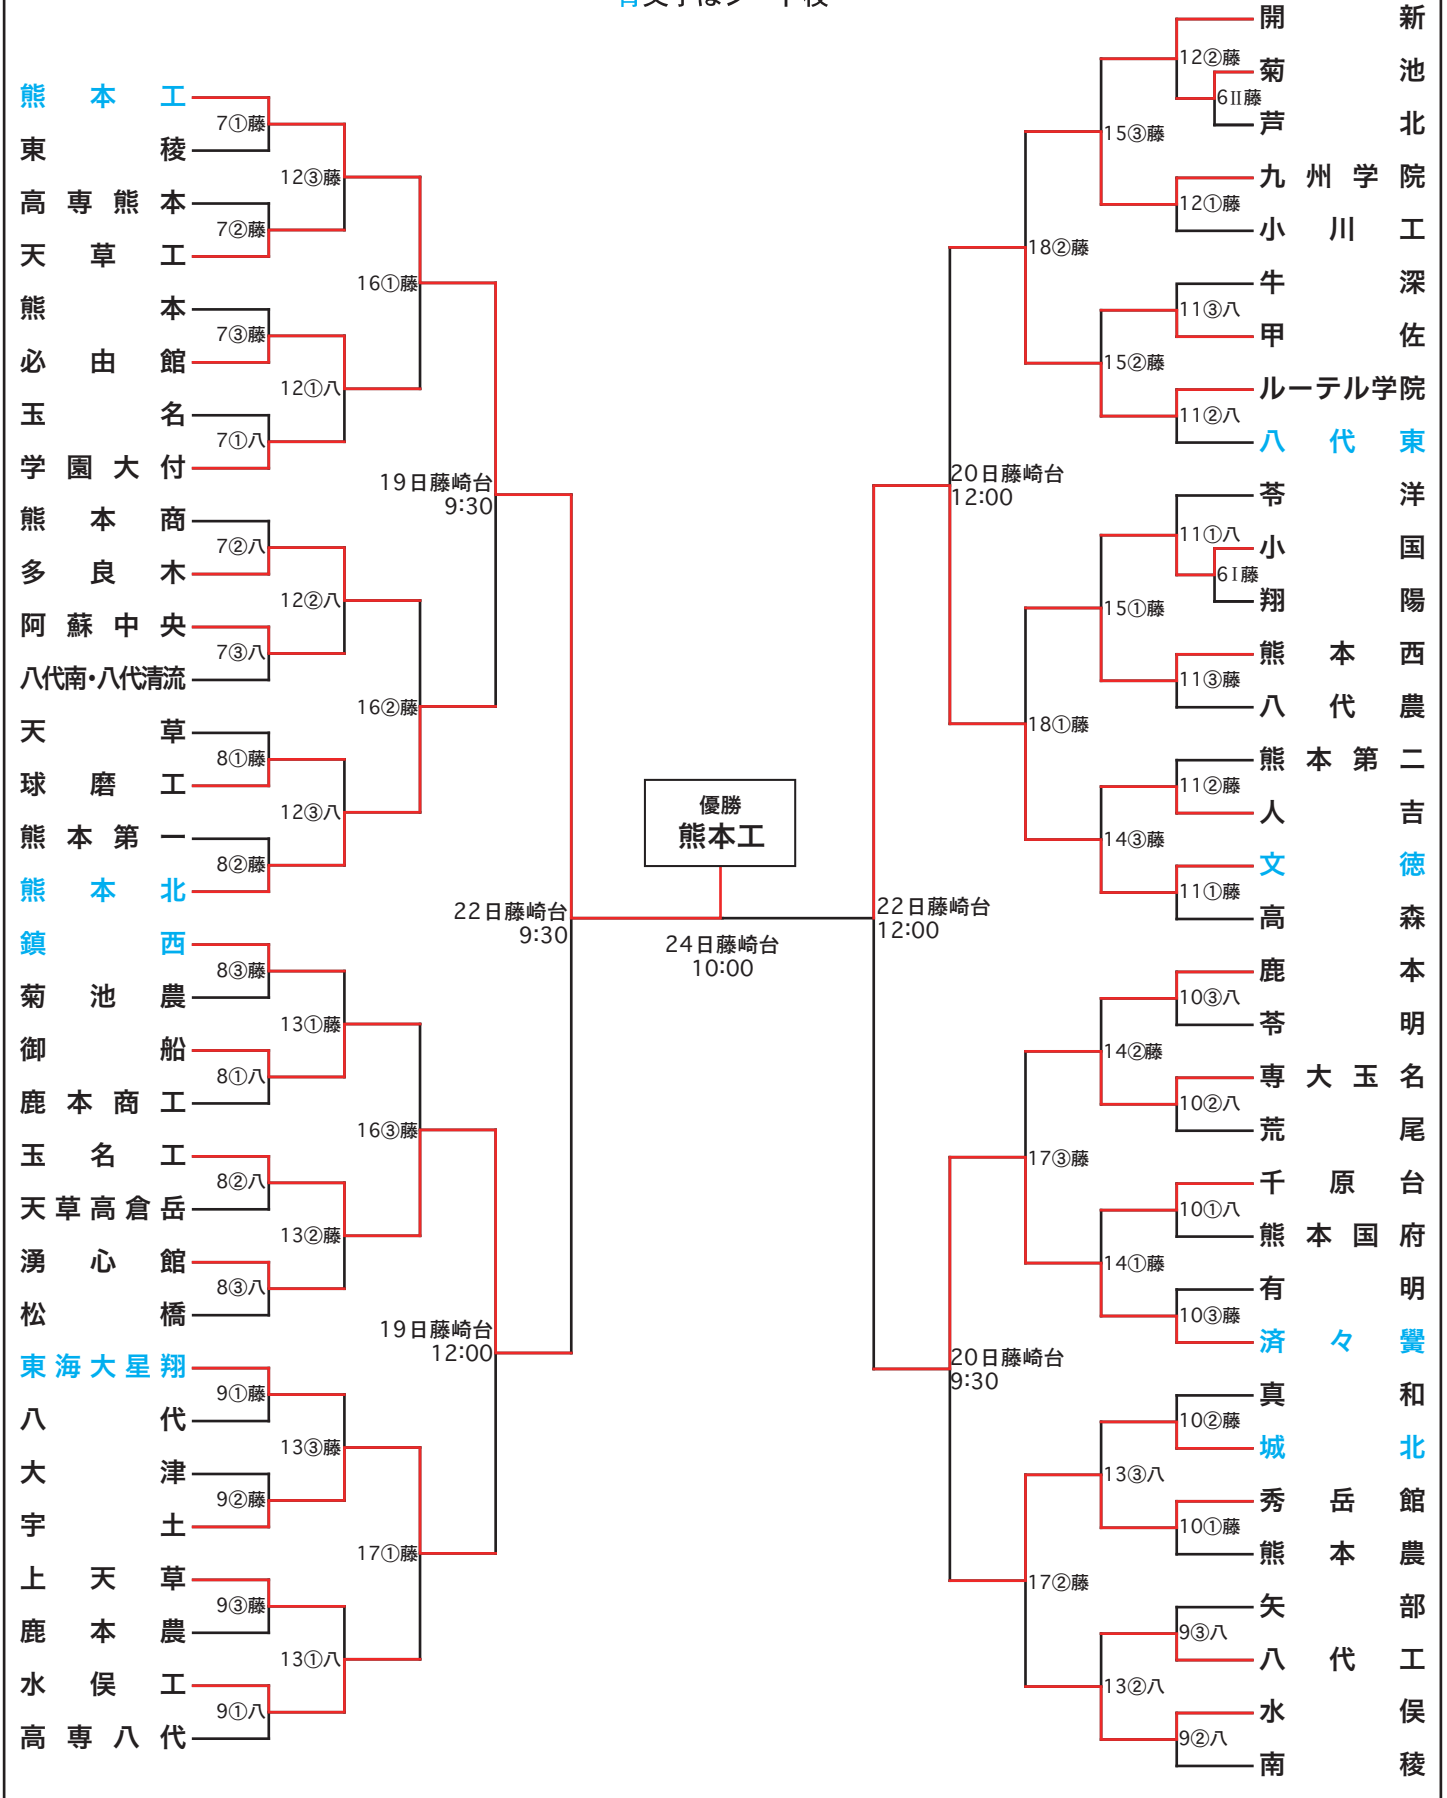 青文字はシード校
熊本工
東稜
高専熊本
天草工
熊本
必由館
玉名
学園大付
熊本商
多良木
阿蘇中央
八代南・八代清流
天草
球磨工
熊本第一
熊本北
鎮西
菊池農
御船
鹿本商工
玉名工
天草高倉岳
湧心館
松橋
東海大星翔
八代
大津
宇土
上天草
鹿本農
水俣工
高専八代
7①藤
7②藤
7③藤
7①八
7②八
7③八
8①藤
8②藤
8③藤
8①八
8②八
8③八
9①藤
9②藤
9③藤
9①八
12③藤
12①八
12②八
12③八
13①藤
13②藤
13③藤
13①八
16①藤
16②藤
16③藤
17①藤
19日藤崎台
9:30
19日藤崎台
12:00
22日藤崎台
9:30
優勝
熊本工
24日藤崎台
10:00
22日藤崎台
12:00
20日藤崎台
12:00
20日藤崎台
9:30
18②藤
18①藤
17③藤
17②藤
15③藤
15②藤
15①藤
14③藤
14②藤
14①藤
13③八
13②八
12②藤
6Ⅱ藤
12①藤
11③八
11②八
11①八
6Ⅰ藤
11③藤
11②藤
11①藤
10③八
10②八
10①八
10③藤
10②藤
10①藤
9③八
9②八
開新
菊池
芦北
九州学院
小川工
牛深
甲佐
ルーテル学院
八代東
苓洋
小国
翔陽
熊本西
八代農
熊本第二
人吉
文徳
高森
鹿本
苓明
専大玉名
荒尾
千原台
熊本国府
有明
済々黌
真和
城北
秀岳館
熊本農
矢部
八代工
水俣
南稜